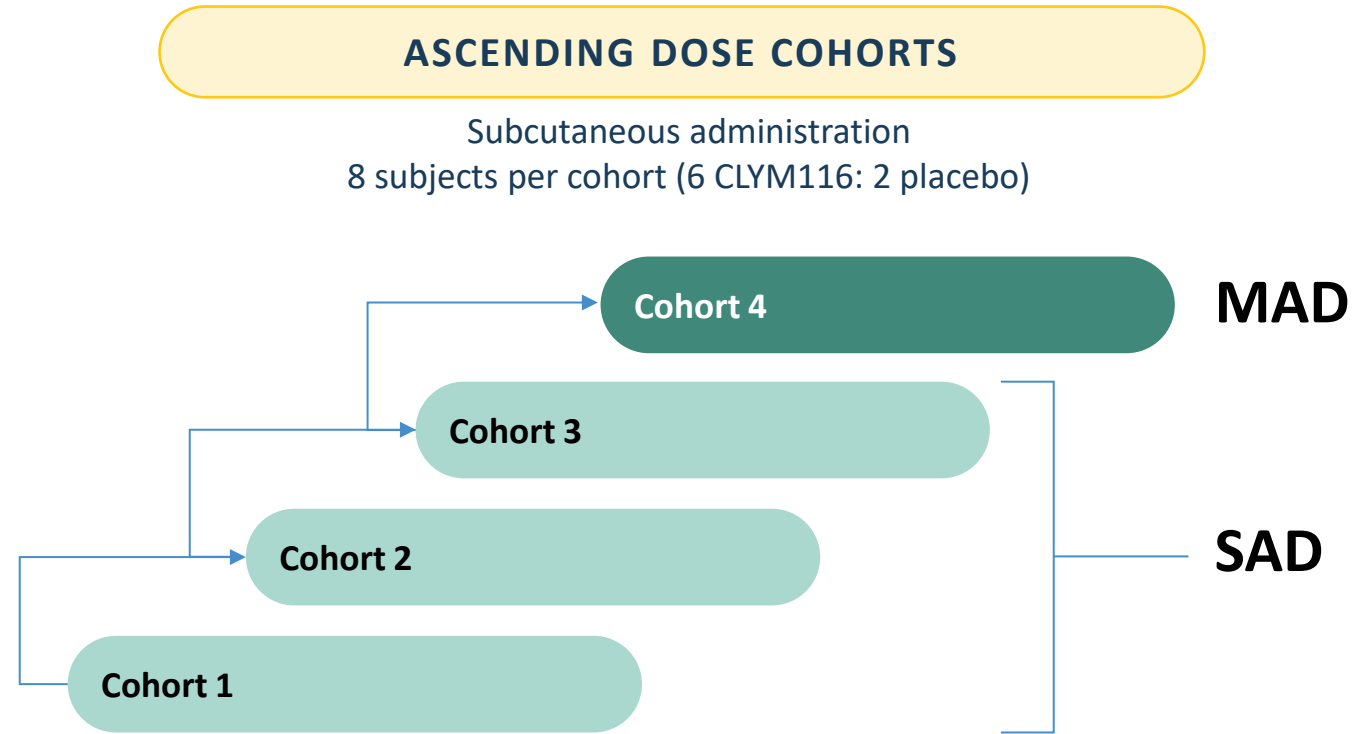 ASCENDING DOSE COHORTS
Subcutaneous administration
8 subjects per cohort (6 CLYM116: 2 placebo)
Cohort 4
MAD
Cohort 3
Cohort 2
SAD
Cohort 1